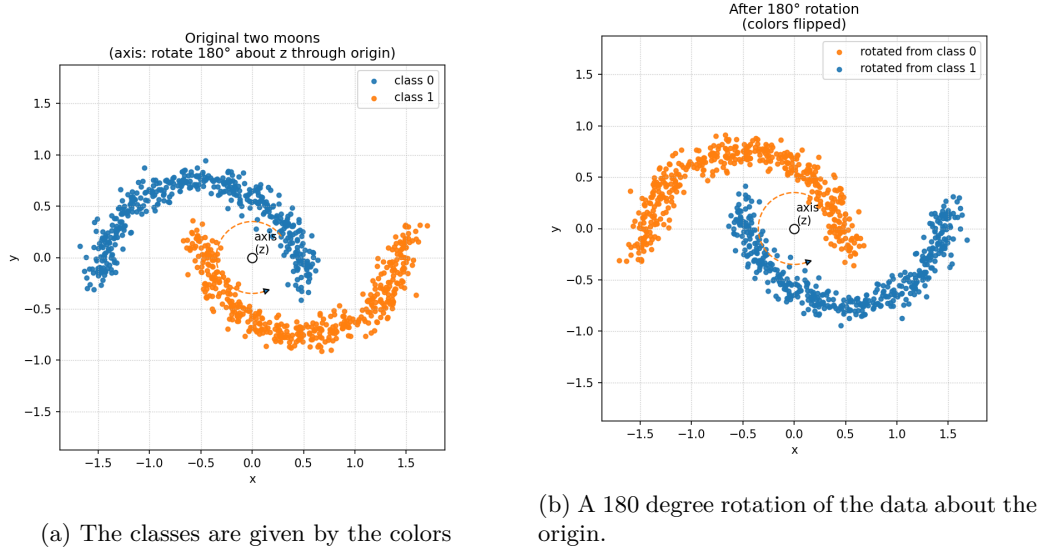 Original two moons
(axis: rotate 180° about z through origin)
class 0
class 1
1.5
1.0
0.5
0.0
−0.5
−1.0
−1.5
y
axis
(z)
−1.5 −1.0 −0.5 0.0 0.5 1.0 1.5
x
(a) The classes are given by the colors
After 180° rotation
(colors flipped)
rotated from class 0
rotated from class 1
1.5
1.0
0.5
0.0
−0.5
−1.0
−1.5
y
axis
(z)
−1.5 −1.0 −0.5 0.0 0.5 1.0 1.5
x
(b) A 180 degree rotation of the data about the
origin.